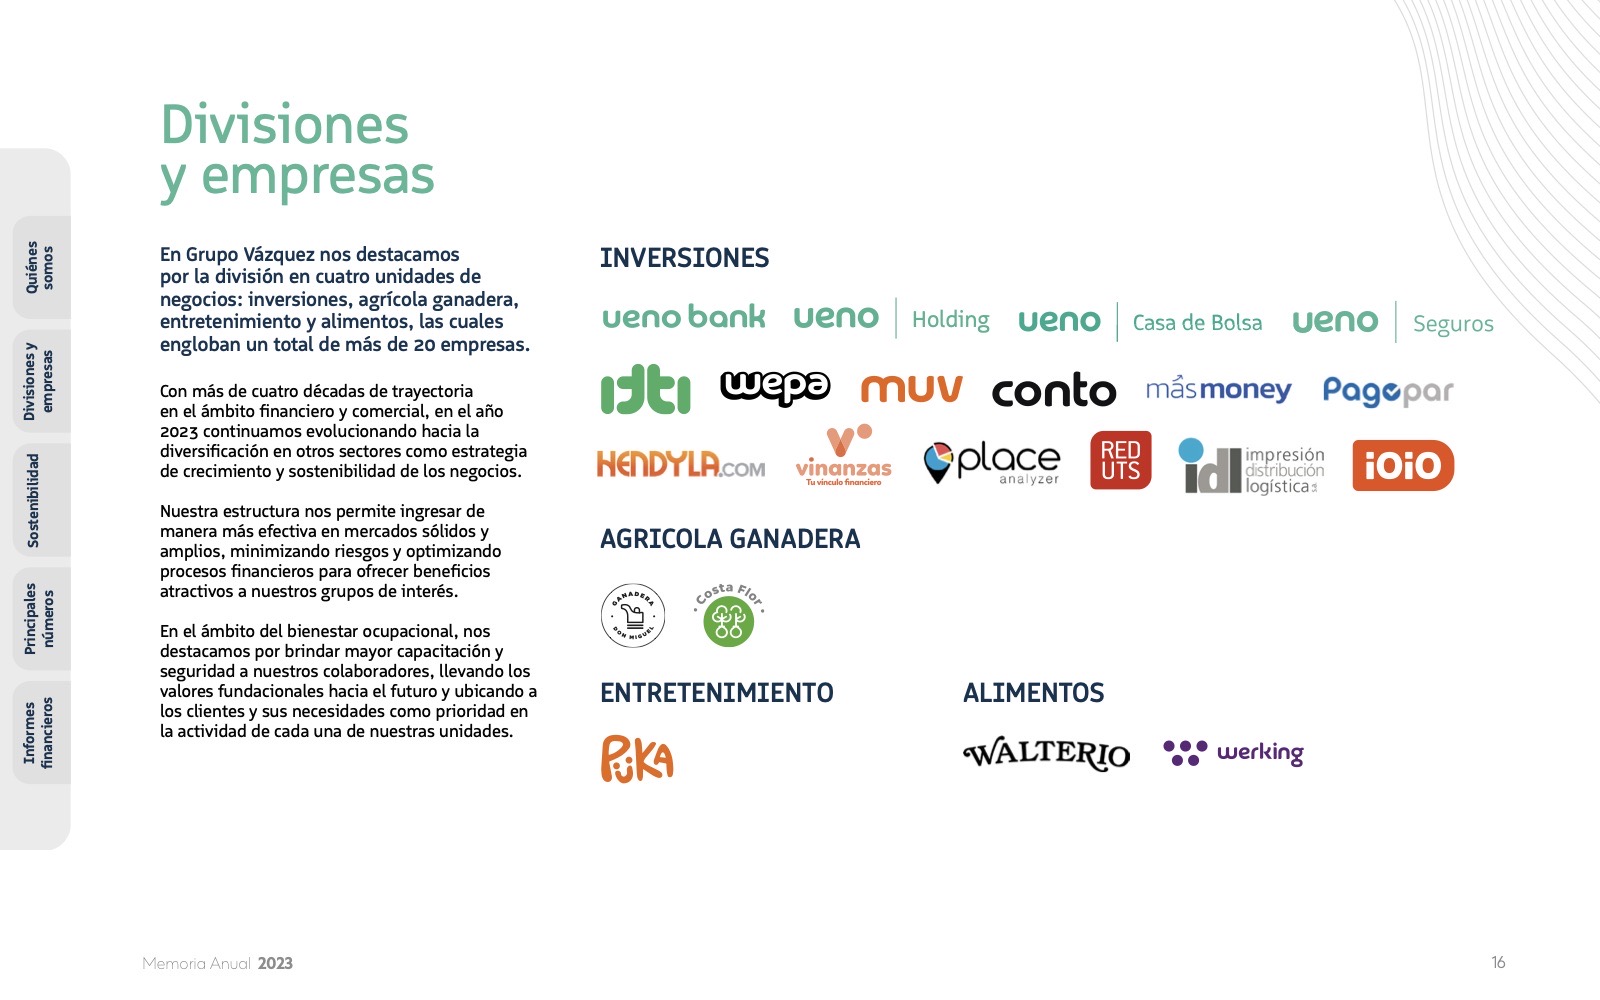 Divisiones
y empresas
Quiénes
somos
Divisiones y
empresas
Sostenibilidad
Principales
números
Informes
financieros
En Grupo Vázquez nos destacamos
por la división en cuatro unidades de
negocios: inversiones, agrícola ganadera,
entretenimiento y alimentos, las cuales
engloban un total de más de 20 empresas.
Con más de cuatro décadas de trayectoria
en el ámbito financiero y comercial, en el año
2023 continuamos evolucionando hacia la
diversificación en otros sectores como estrategia
de crecimiento y sostenibilidad de los negocios.
Nuestra estructura nos permite ingresar de
manera más efectiva en mercados sólidos y
amplios, minimizando riesgos y optimizando
procesos financieros para ofrecer beneficios
atractivos a nuestros grupos de interés.
En el ámbito del bienestar ocupacional, nos
destacamos por brindar mayor capacitación y
seguridad a nuestros colaboradores, llevando los
valores fundacionales hacia el futuro y ubicando a
los clientes y sus necesidades como prioridad en
la actividad de cada una de nuestras unidades.
INVERSIONES
ueno bank
ueno | Holding
ueno | Casa de Bolsa
ueno | Seguros
itti
wepa
muv
conto
másmoney
Pagopar
HENDYLA.COM
vinanzas
Tu vínculo financiero
place
analyzer
RED
UTS
idl
impresión
distribución
logística
iOiO
AGRICOLA GANADERA
GANADERA
DON MIGUEL
Costa Flor
ENTRETENIMIENTO
PüKA
ALIMENTOS
WALTERIO
werking
Memoria Anual 2023
16